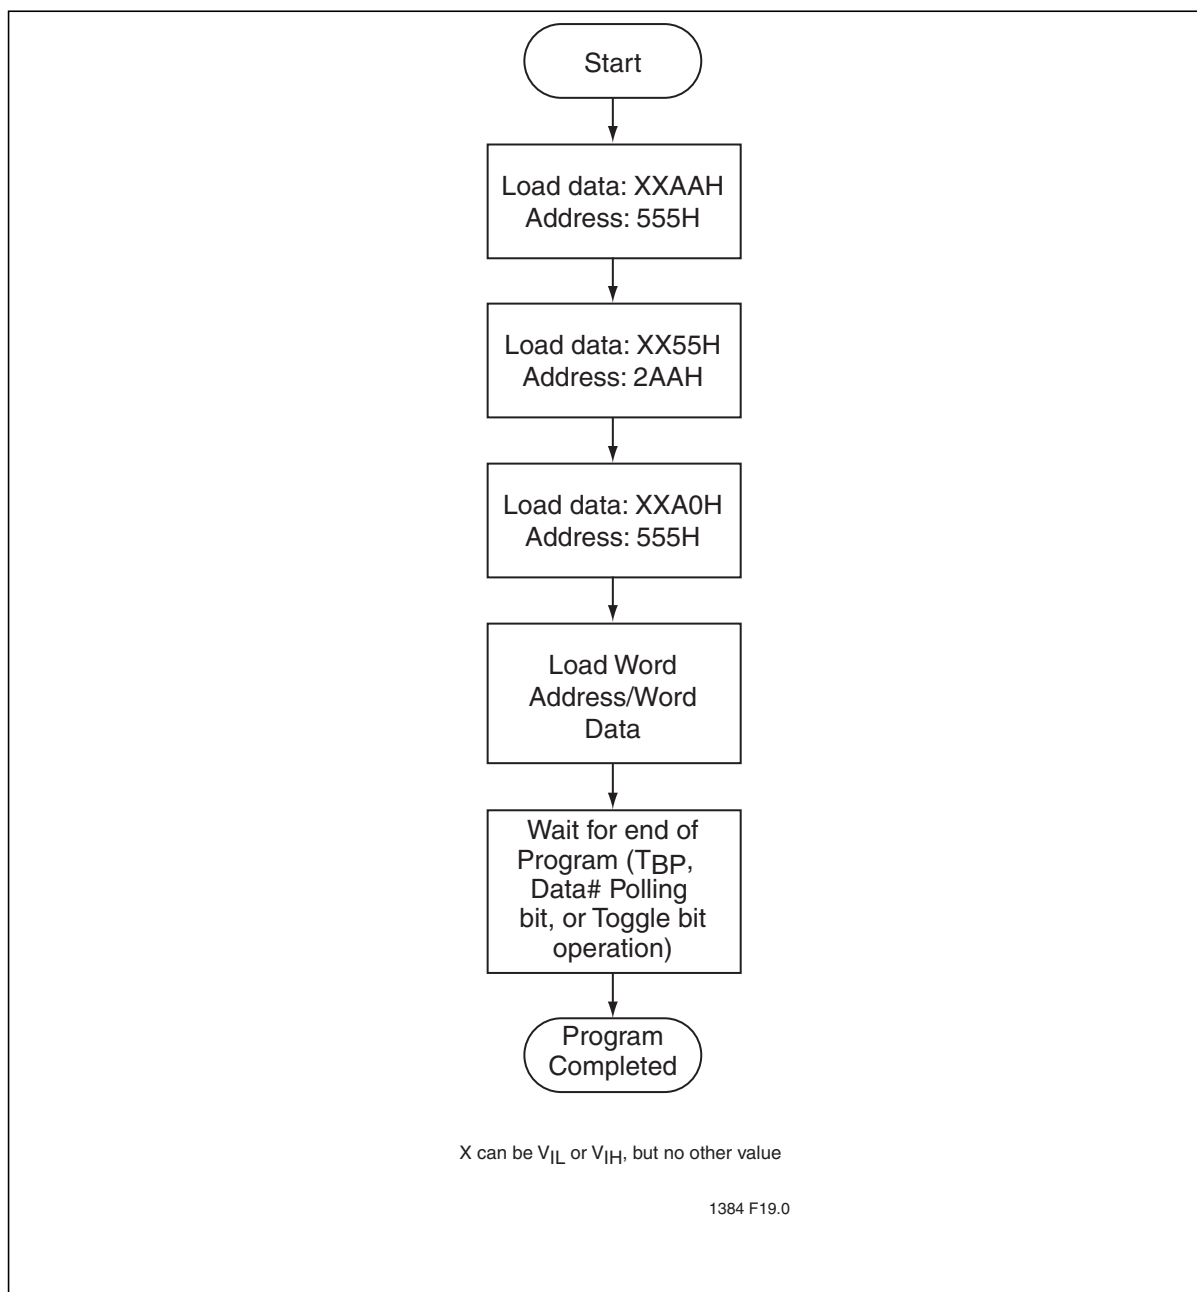 Start
Load data: XXAAH
Address: 555H
Load data: XX55H
Address: 2AAH
Load data: XXA0H
Address: 555H
Load Word
Address/Word
Data
Wait for end of
Program (TBP,
Data# Polling
bit, or Toggle bit
operation)
Program
Completed
X can be VIL or VIH, but no other value
1384 F19.0